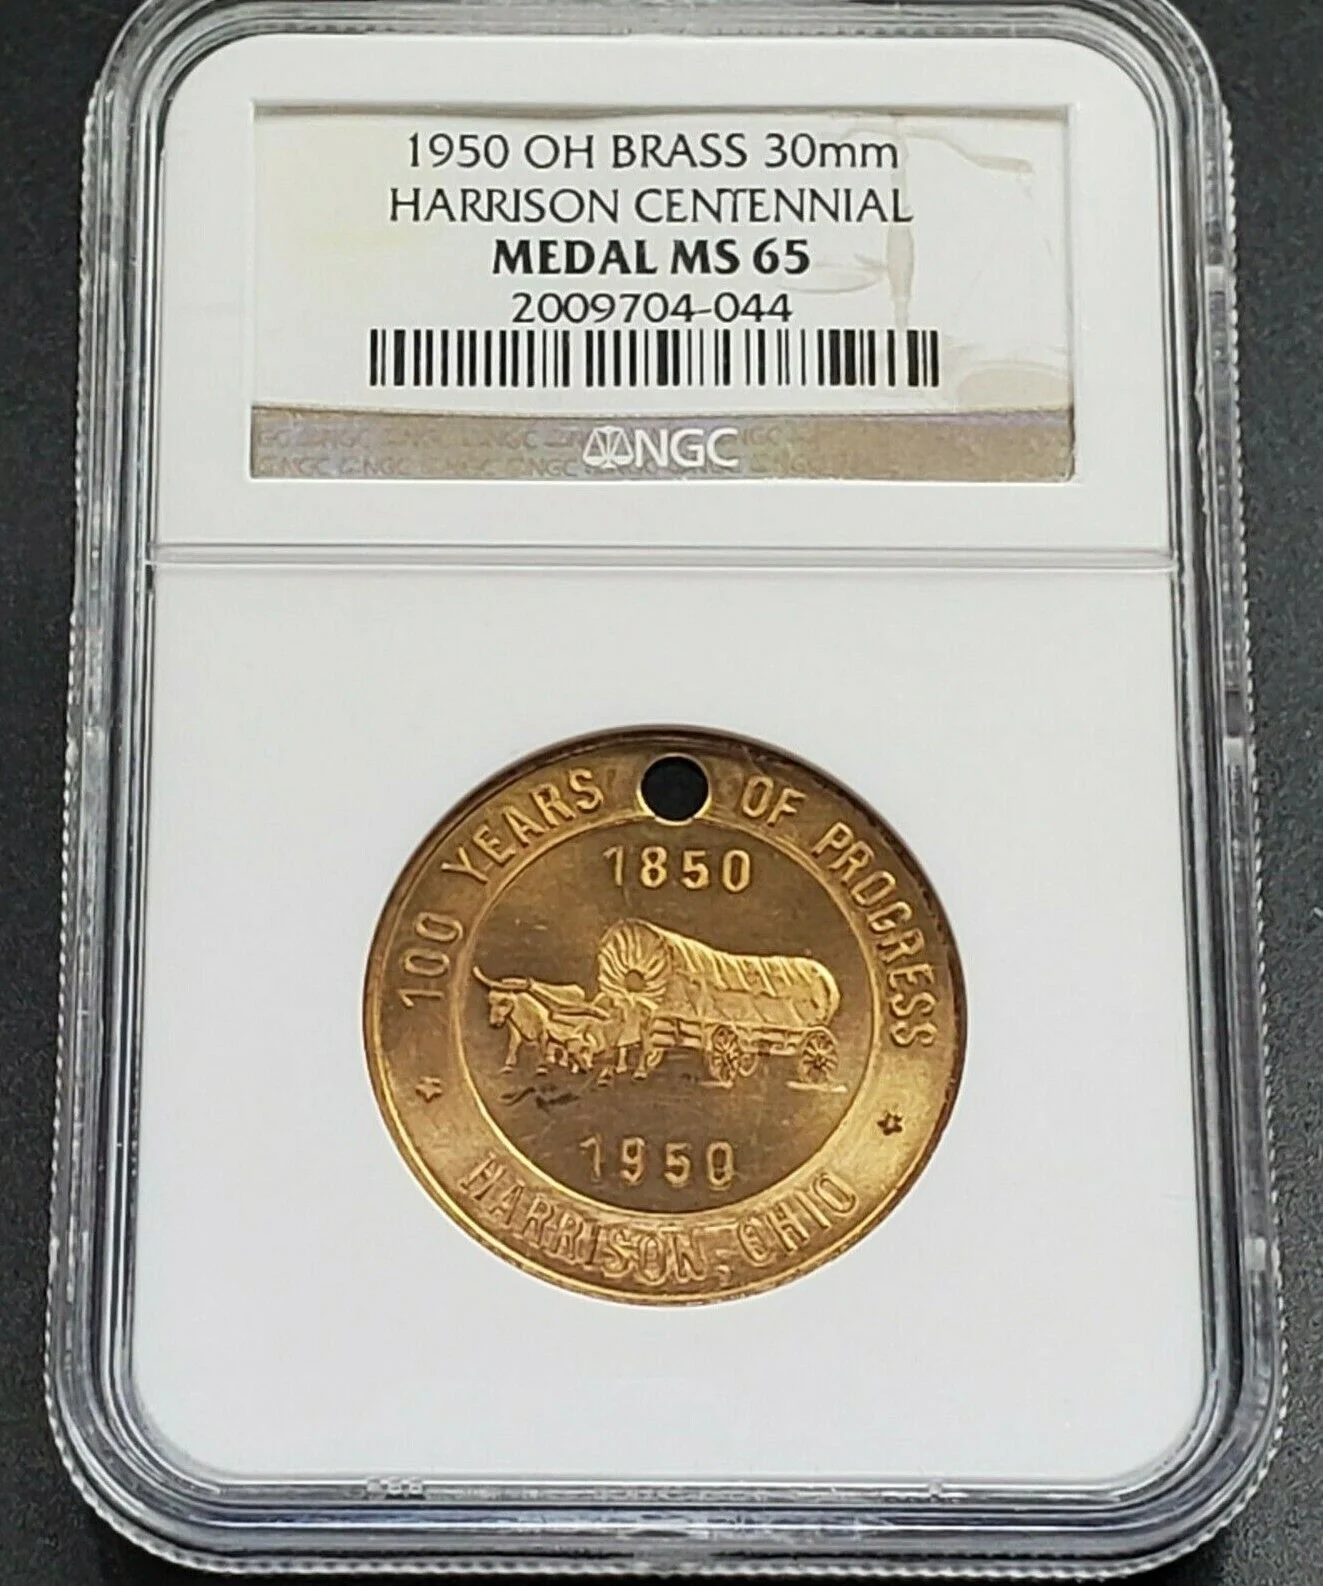 1950 OH BRASS 30mm
HARRISON CENTENNIAL
MEDAL MS 65
2009704-044
NGC
100 YEARS OF PROGRESS
1850
1950
HARRISON, OHIO